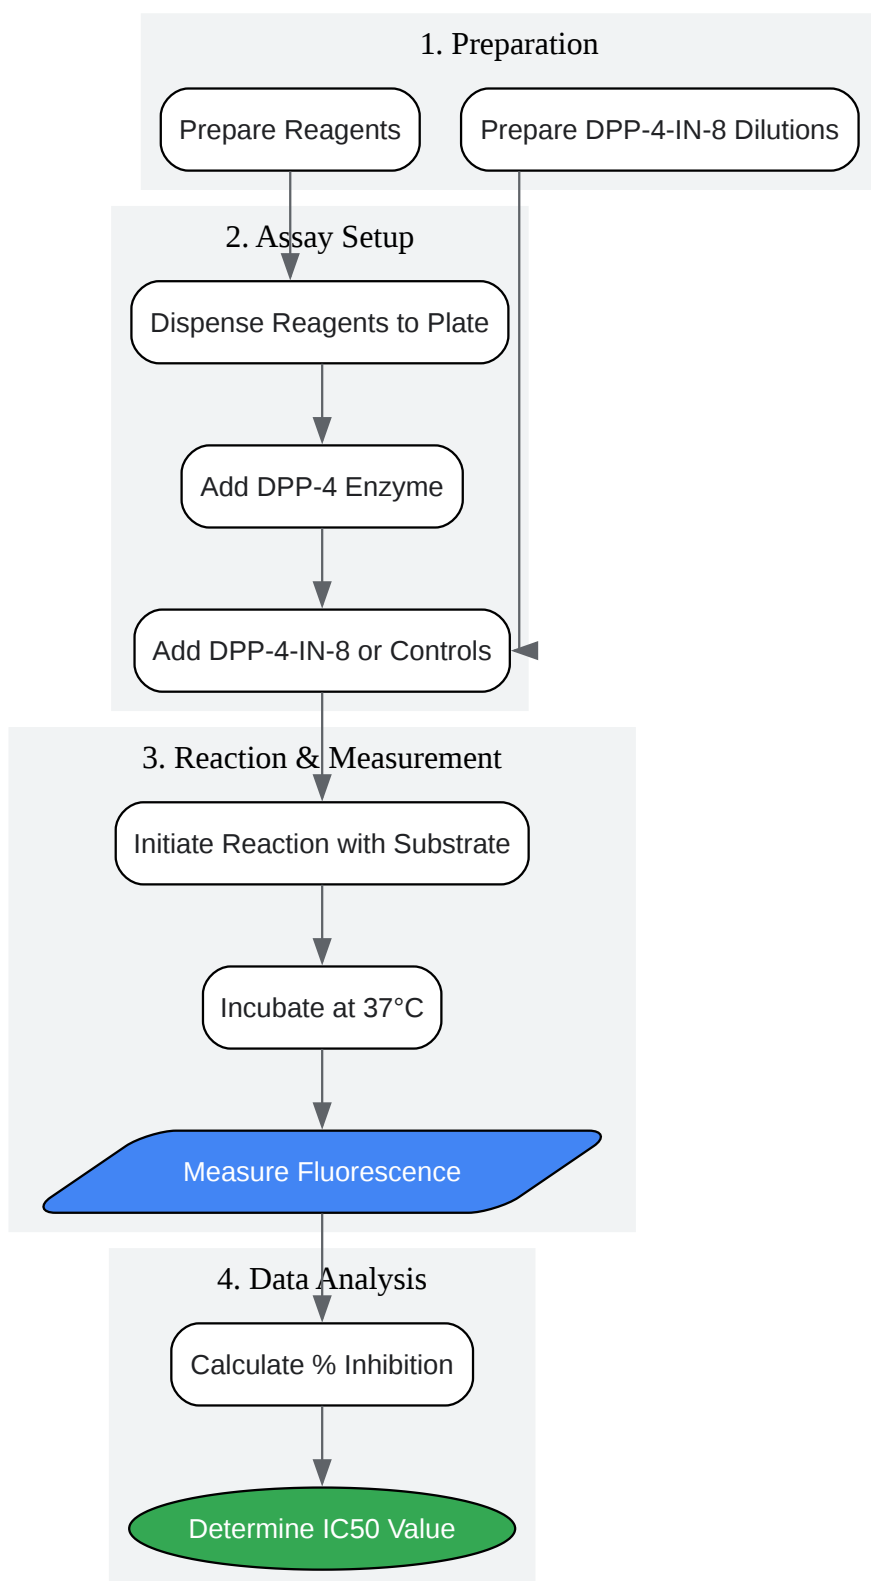 1. Preparation
Prepare Reagents
Prepare DPP-4-IN-8 Dilutions
2. Assay Setup
Dispense Reagents to Plate
Add DPP-4 Enzyme
Add DPP-4-IN-8 or Controls
3. Reaction & Measurement
Initiate Reaction with Substrate
Incubate at 37°C
Measure Fluorescence
4. Data Analysis
Calculate % Inhibition
Determine IC50 Value